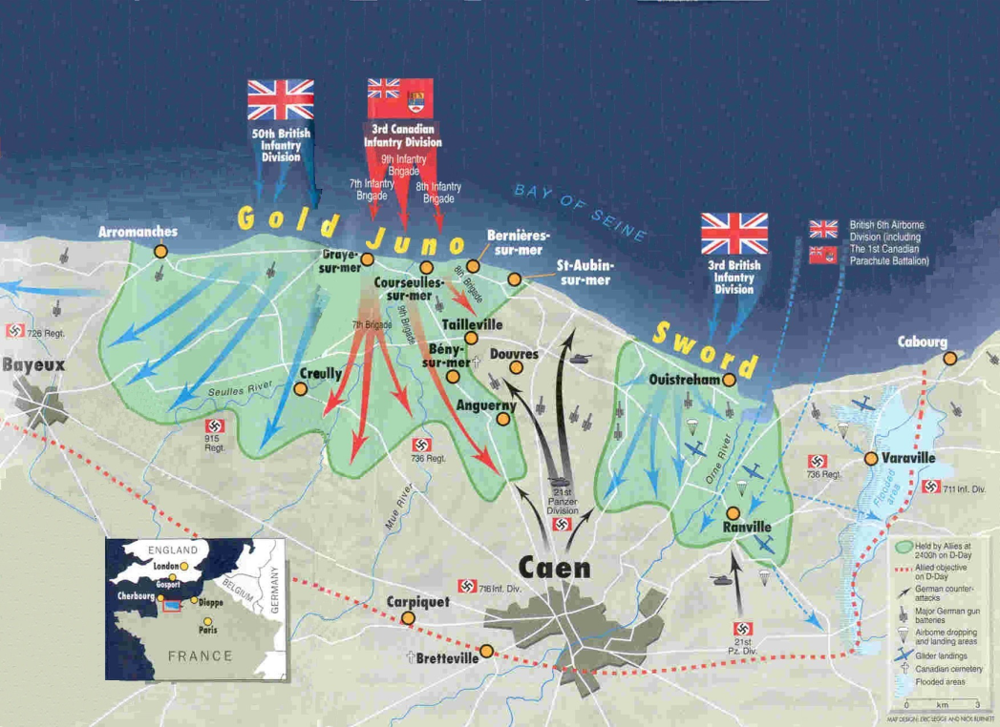 50th British
Infantry
Division
3rd Canadian
Infantry Division
9th Infantry
Brigade
7th Infantry
Brigade
8th Infantry
Brigade
BAY OF SEINE
Gold
Juno
Sword
Arromanches
Graye-
sur-mer
Courseulles-
sur-mer
Bernières-
sur-mer
St-Aubin-
sur-mer
3rd British
Infantry
Division
British 6th Airborne
Division (including
The 1st Canadian
Parachute Battalion)
8th Brigade
7th Brigade
9th Brigade
726 Regt.
Bayeux
Tailleville
Bény-
sur-mer
Douvres
Creully
Seulles River
Anguerny
Ouistreham
Cabourg
915
Regt.
736 Regt.
Mue River
21st
Panzer
Division
Orne River
736 Regt.
Varaville
Flooded
area
711 Inf. Div.
Ranville
Caen
716 Inf. Div.
Carpiquet
Bretteville
21st
Pz. Div.
ENGLAND
London
Gosport
Cherbourg
Dieppe
BELGIUM
GERMANY
Paris
FRANCE
Held by Allies at
2400h on D-Day
Allied objective
on D-Day
German counter-
attacks
Major German gun
batteries
Airborne dropping
and landing areas
Glider landings
Canadian cemetery
Flooded areas
0 km 3
MAP DESIGN: ERIC LEGGE AND NICK BURNETT